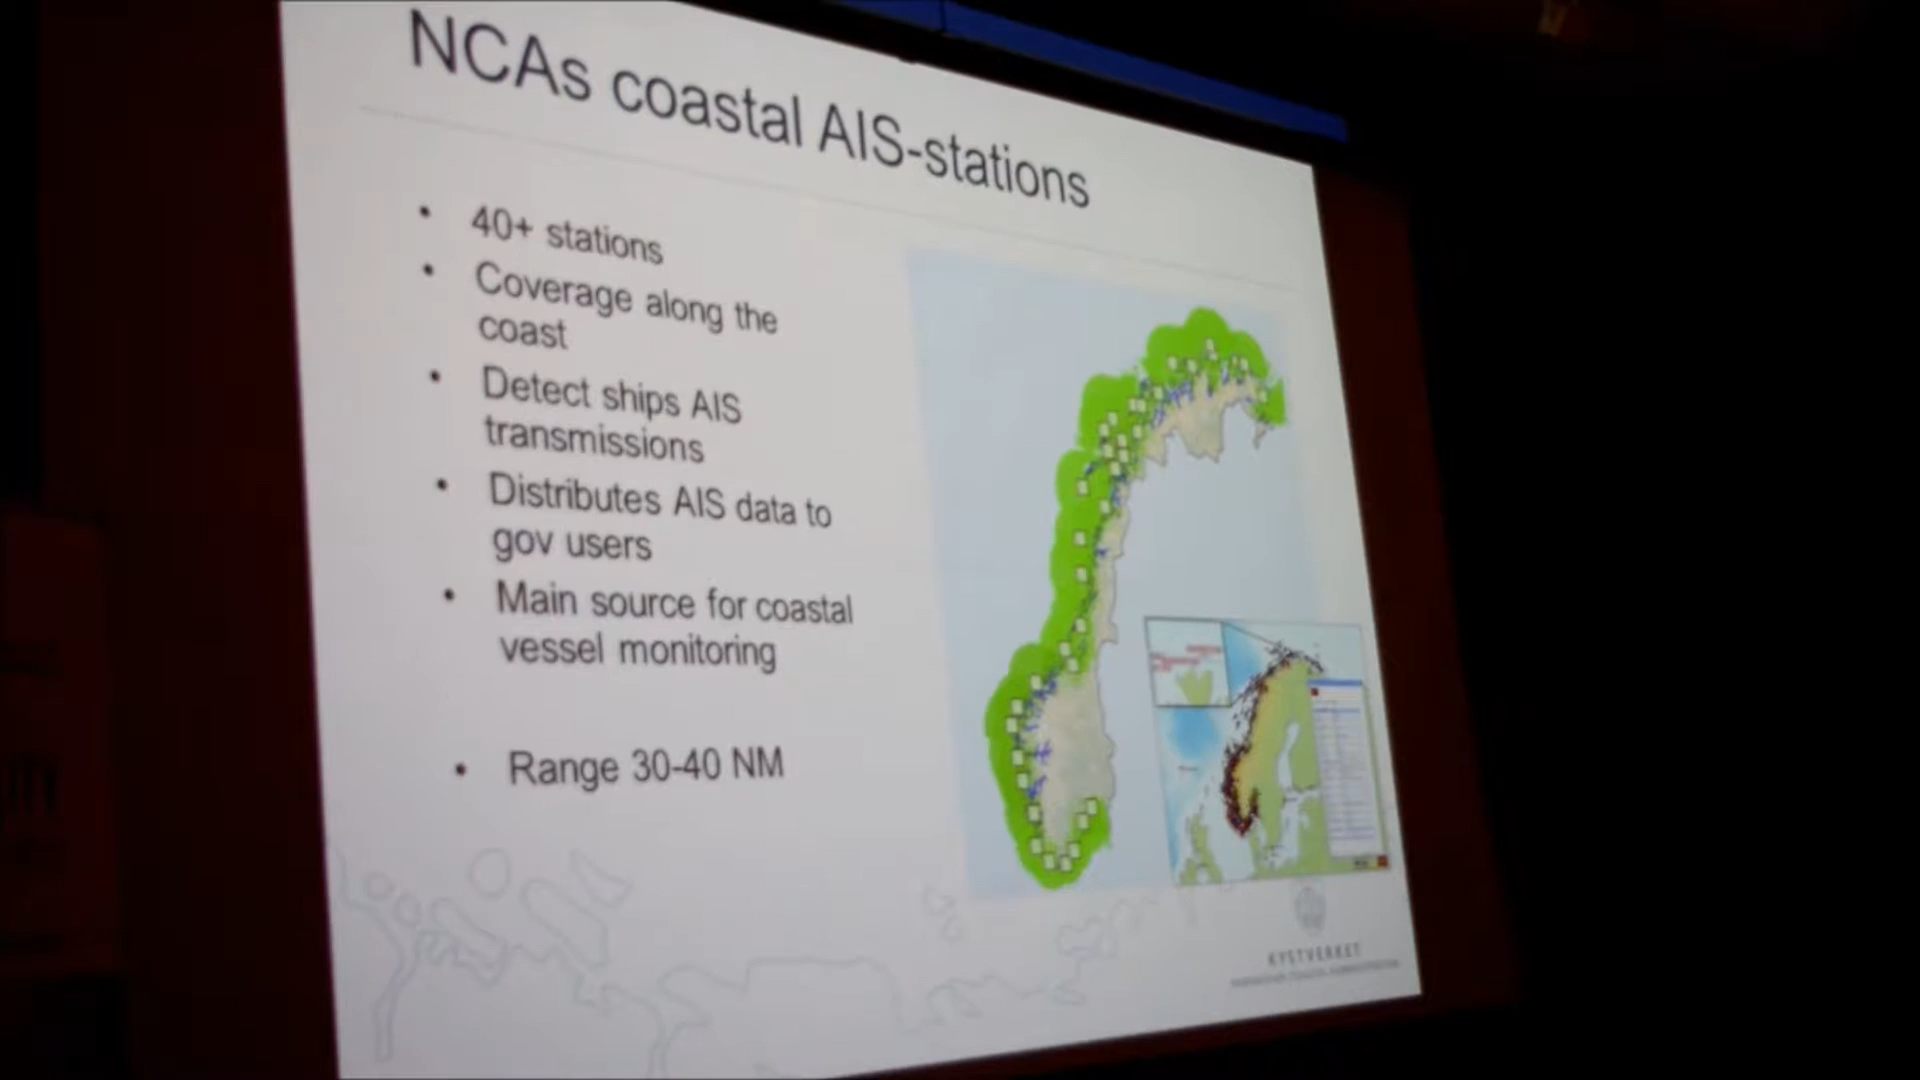 NCAs coastal AIS-stations
• 40+ stations
• Coverage along the
coast
• Detect ships AIS
transmissions
• Distributes AIS data to
gov users
• Main source for coastal
vessel monitoring
• Range 30-40 NM
KYSTVERKET